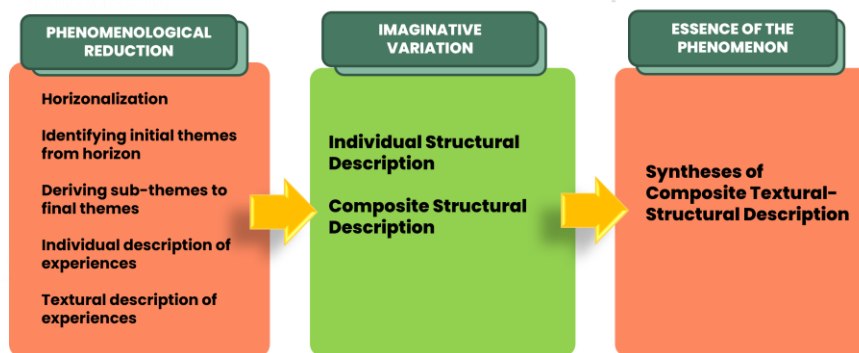 PHENOMENOLOGICAL
REDUCTION
Horizonalization
Identifying initial themes
from horizon
Deriving sub-themes to
final themes
Individual description of
experiences
Textural description of
experiences
IMAGINATIVE
VARIATION
Individual Structural
Description
Composite Structural
Description
ESSENCE OF THE
PHENOMENON
Syntheses of
Composite Textural-
Structural Description